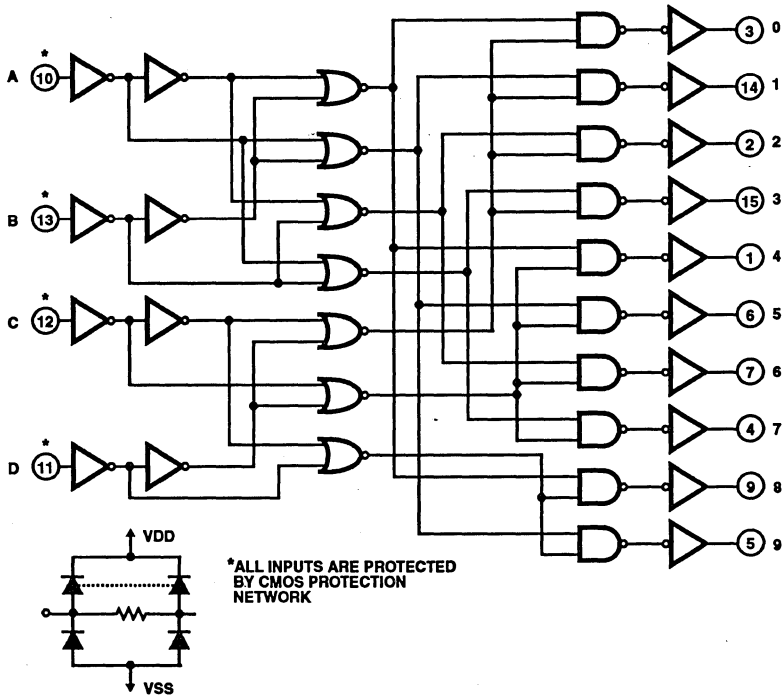 A * 10
B * 13
C * 12
D * 11
3 0
14 1
2 2
15 3
1 4
6 5
7 6
4 7
9 8
5 9
VDD
*ALL INPUTS ARE PROTECTED
BY CMOS PROTECTION
NETWORK
VSS